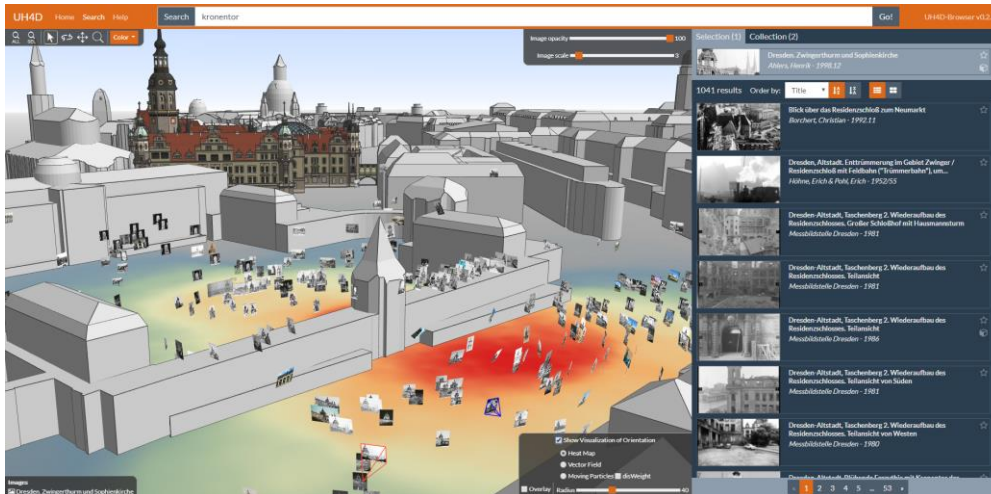 UH4D Home Search Help Search kronentor Go! UH4D-Browser v0.2
ALL SEL Color
Image opacity 100
Image scale 3
Selection (1) Collection (2)
Dresden. Zwingerthurm und Sophienkirche
Ahlers, Henrik - 1998.12
1041 results Order by: Title
Blick über das Residenzschloß zum Neumarkt
Borchert, Christian - 1992.11
Dresden, Altstadt. Enttrümmerung im Gebiet Zwinger /
Residenzschloß mit Feldbahn ("Trümmerbahn"), um...
Höhne, Erich & Pohl, Erich - 1952/55
Dresden-Altstadt, Taschenberg 2. Wiederaufbau des
Residenzschlosses. Großer Schloßhof mit Hausmannsturm
Messbildstelle Dresden - 1981
Dresden-Altstadt, Taschenberg 2. Wiederaufbau des
Residenzschlosses. Teilansicht
Messbildstelle Dresden - 1981
Dresden-Altstadt, Taschenberg 2. Wiederaufbau des
Residenzschlosses. Teilansicht
Messbildstelle Dresden - 1986
Dresden-Altstadt, Taschenberg 2. Wiederaufbau des
Residenzschlosses. Teilansicht von Süden
Messbildstelle Dresden - 1981
Dresden-Altstadt, Taschenberg 2. Wiederaufbau des
Residenzschlosses. Teilansicht von Westen
Messbildstelle Dresden - 1980
« 1 2 3 4 5 ... 53 »
Show Visualization of Orientation
Heat Map
Vector Field
Moving Particles disWeight
Overlay Radius 40
Images:
Dresden. Zwingerthurm und Sophienkirche